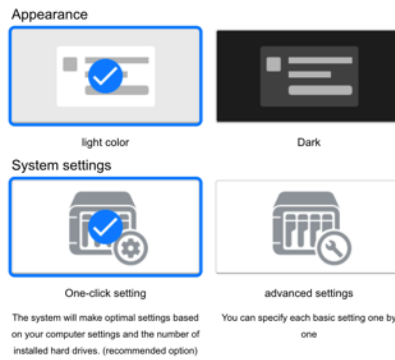 Appearance
light color
Dark
System settings
One-click setting
advanced settings
The system will make optimal settings based
on your computer settings and the number of
installed hard drives. (recommended option)
You can specify each basic setting one by
one